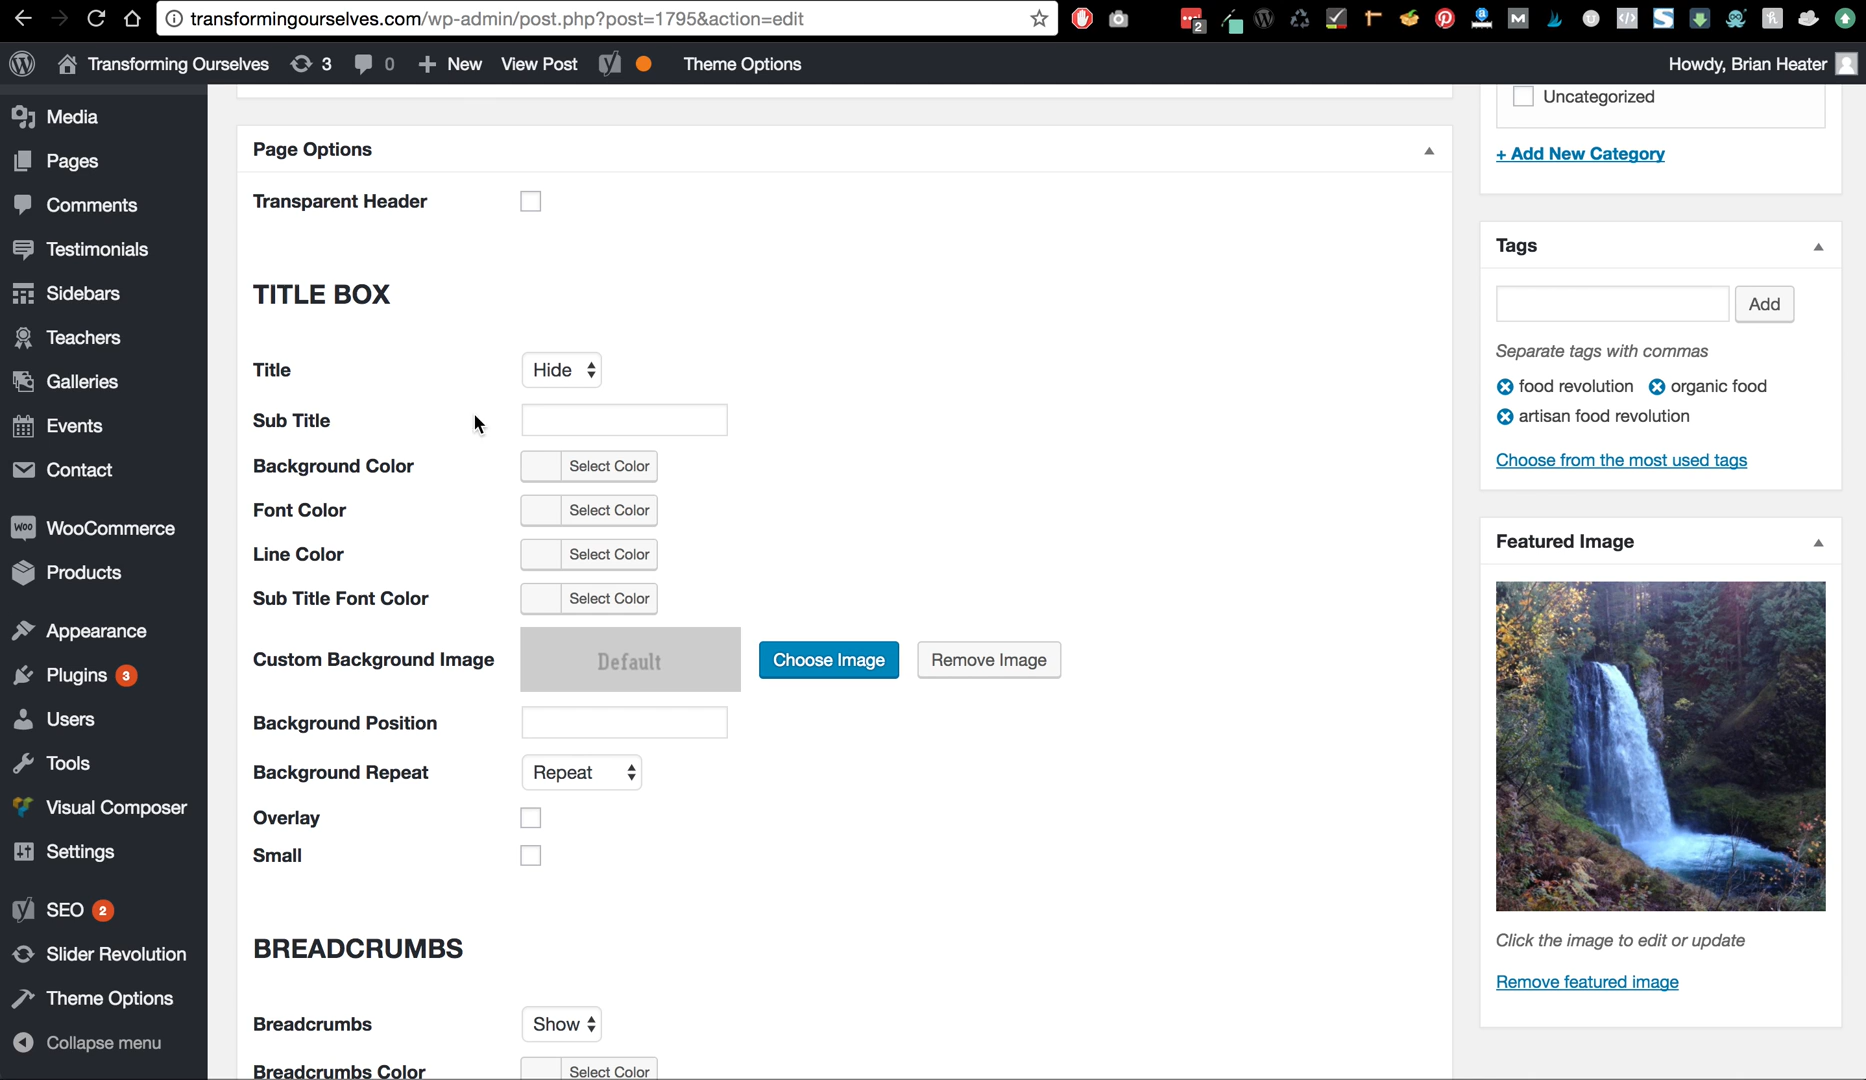 transformingourselves.com/wp-admin/post.php?post=1795&action=edit
2
Transforming Ourselves
3
0
New
View Post
Theme Options
Howdy, Brian Heater
Media
Pages
Comments
Testimonials
Sidebars
Teachers
Galleries
Events
Contact
WooCommerce
Products
Appearance
Plugins 3
Users
Tools
Visual Composer
Settings
SEO 2
Slider Revolution
Theme Options
Collapse menu
Page Options
Transparent Header
TITLE BOX
Title
Hide
Sub Title
Background Color
Select Color
Font Color
Select Color
Line Color
Select Color
Sub Title Font Color
Select Color
Custom Background Image
Default
Choose Image
Remove Image
Background Position
Background Repeat
Repeat
Overlay
Small
BREADCRUMBS
Breadcrumbs
Show
Breadcrumbs Color
Select Color
Uncategorized
+ Add New Category
Tags
Add
Separate tags with commas
food revolution
organic food
artisan food revolution
Choose from the most used tags
Featured Image
Click the image to edit or update
Remove featured image